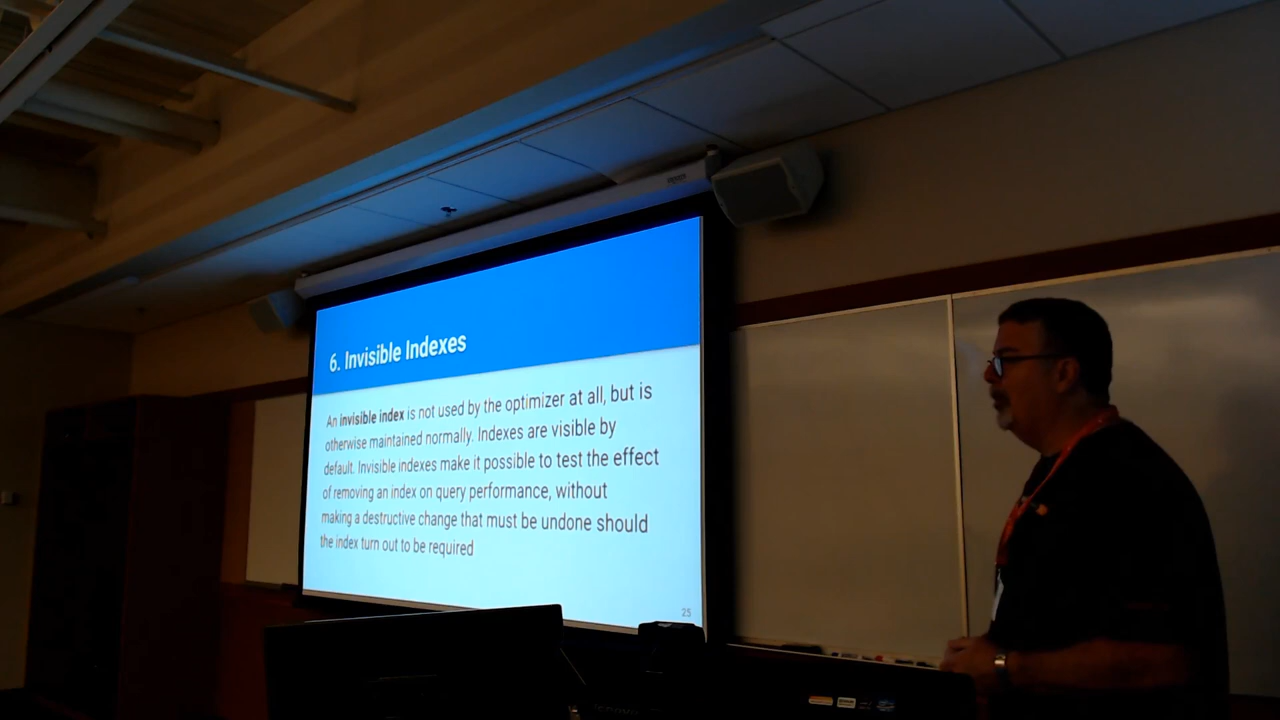 6. Invisible Indexes
An invisible index is not used by the optimizer at all, but is
otherwise maintained normally. Indexes are visible by
default. Invisible indexes make it possible to test the effect
of removing an index on query performance, without
making a destructive change that must be undone should
the index turn out to be required
25